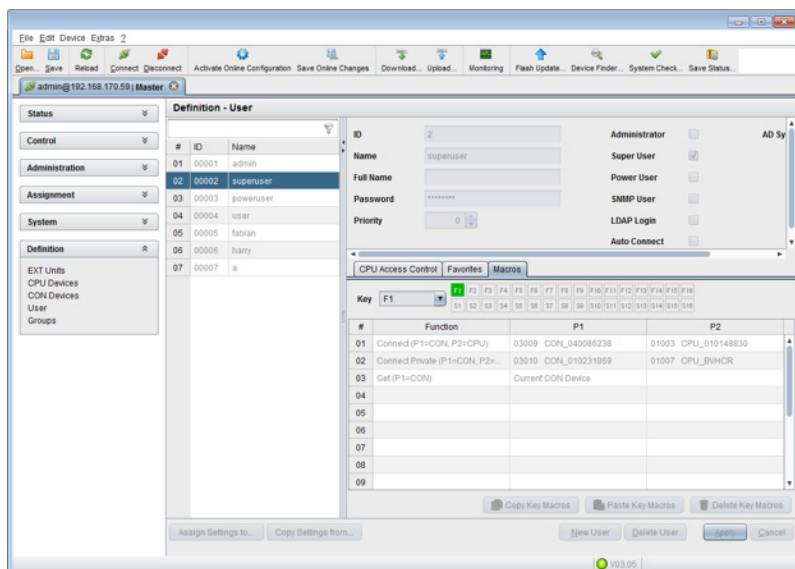 File Edit Device Extras ?
Open... Save Reload Connect Disconnect Activate Online Configuration Save Online Changes Download... Upload... Monitoring Flash Update... Device Finder... System Check... Save Status...
admin@192.168.170.59 | Master
Status
Control
Administration
Assignment
System
Definition
EXT Units
CPU Devices
CON Devices
User
Groups
Definition - User
# ID Name
01 00001 admin
02 00002 superuser
03 00003 poweruser
04 00004 user
05 00005 fabian
06 00006 harry
07 00007 a
ID 2 Administrator AD Sy
Name superuser Super User
Full Name Power User
Password ******** SNMP User
Priority 0 LDAP Login
Auto Connect
CPU Access Control Favorites Macros
Key F1 F1 F2 F3 F4 F5 F6 F7 F8 F9 F10 F11 F12 F13 F14 F15 F16
S1 S2 S3 S4 S5 S6 S7 S8 S9 S10 S11 S12 S13 S14 S15 S16
# Function P1 P2
01 Connect (P1=CON, P2=CPU) 03009 CON_040086238 01003 CPU_010148830
02 Connect Private (P1=CON, P2=... 03010 CON_010231869 01007 CPU_BVHCR
03 Get (P1=CON) Current CON Device
04
05
06
07
08
09
Copy Key Macros Paste Key Macros Delete Key Macros
Assign Settings to... Copy Settings from... New User Delete User Apply Cancel
V03.05